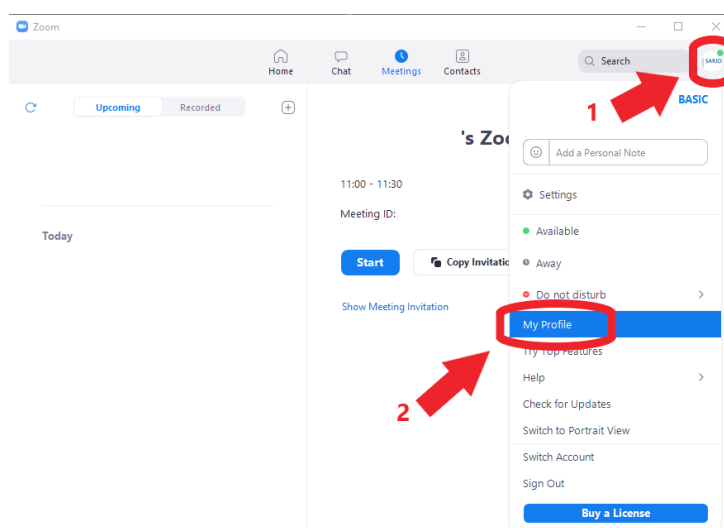 Zoom
Home
Chat
Meetings
Contacts
Search
SARIO
1
BASIC
Upcoming
Recorded
's Zoo
Add a Personal Note
11:00 - 11:30
Settings
Meeting ID:
Today
Available
Start
Copy Invitatio
Away
Do not disturb
Show Meeting Invitation
My Profile
Try Top Features
Help
2
Check for Updates
Switch to Portrait View
Switch Account
Sign Out
Buy a License